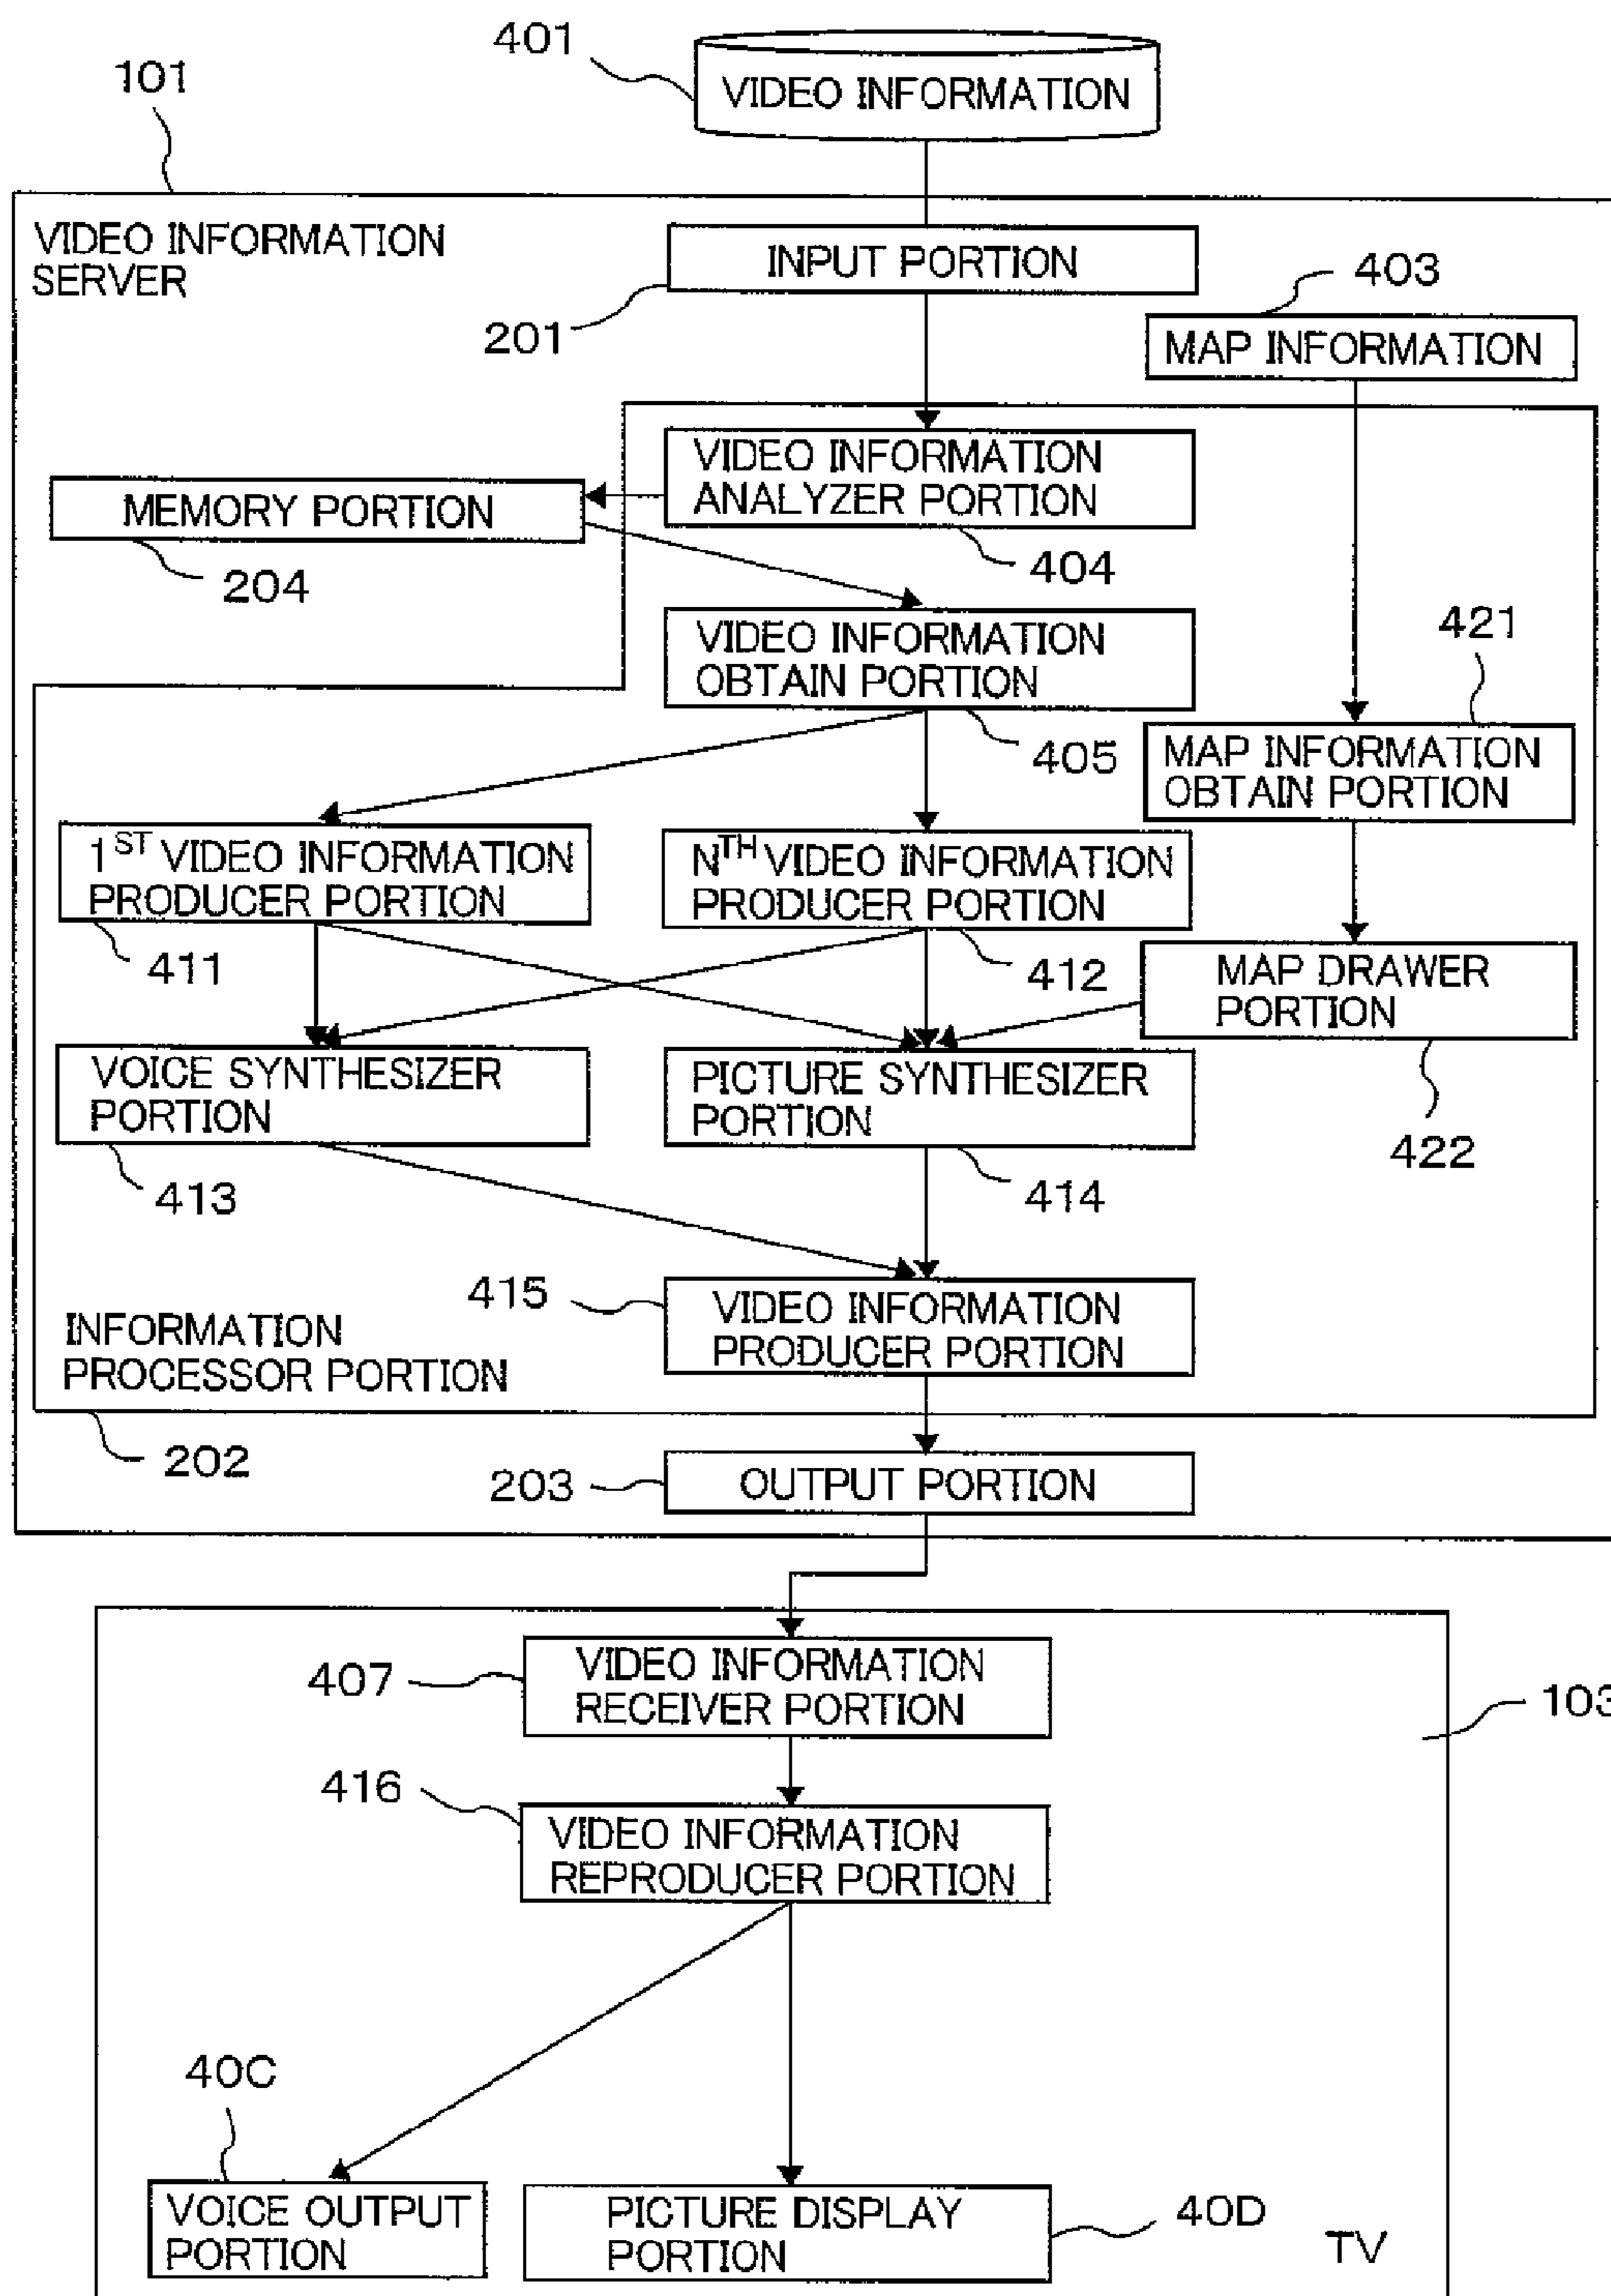 401
VIDEO INFORMATION
101
VIDEO INFORMATION
SERVER
INPUT PORTION
201
403
MAP INFORMATION
VIDEO INFORMATION
ANALYZER PORTION
404
MEMORY PORTION
204
VIDEO INFORMATION
OBTAIN PORTION
405
421
MAP INFORMATION
OBTAIN PORTION
1ST VIDEO INFORMATION
PRODUCER PORTION
411
NTH VIDEO INFORMATION
PRODUCER PORTION
412
MAP DRAWER
PORTION
422
VOICE SYNTHESIZER
PORTION
413
PICTURE SYNTHESIZER
PORTION
414
415
VIDEO INFORMATION
PRODUCER PORTION
INFORMATION
PROCESSOR PORTION
202
203
OUTPUT PORTION
407
VIDEO INFORMATION
RECEIVER PORTION
103
416
VIDEO INFORMATION
REPRODUCER PORTION
40C
VOICE OUTPUT
PORTION
PICTURE DISPLAY
PORTION
40D
TV